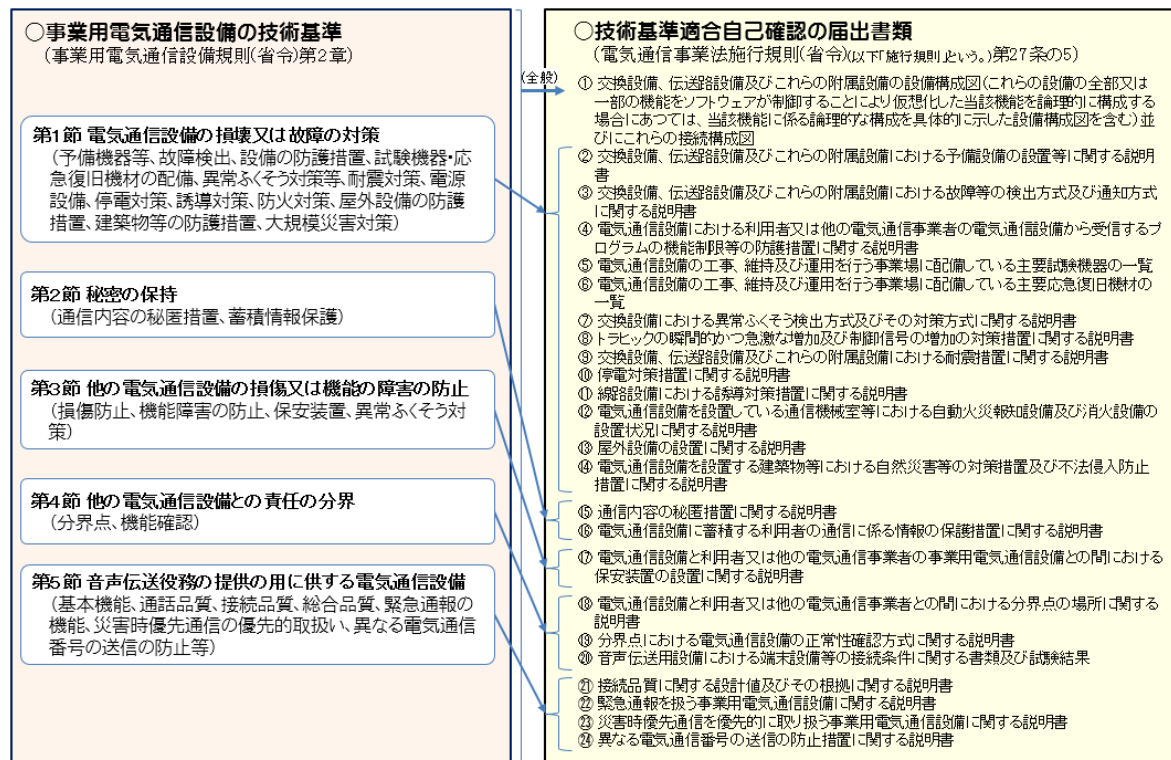 ○事業用電気通信設備の技術基準
(事業用電気通信設備規則(省令)第2章)
第1節 電気通信設備の損壊又は故障の対策
(予備機器等、故障検出、設備の防護措置、試験機器・応
急復旧機材の配備、異常ふくそう対策等、耐震対策、電源
設備、停電対策、誘導対策、防火対策、屋外設備の防護
措置、建築物等の防護措置、大規模災害対策)
第2節 秘密の保持
(通信内容の秘匿措置、蓄積情報保護)
第3節 他の電気通信設備の損傷又は機能の障害の防止
(損傷防止、機能障害の防止、保安装置、異常ふくそう対
策)
第4節 他の電気通信設備との責任の分界
(分界点、機能確認)
第5節 音声伝送役務の提供の用に供する電気通信設備
(基本機能、通話品質、接続品質、総合品質、緊急通報の
機能、災害時優先通信の優先的取扱い、異なる電気通信
番号の送信の防止等)
(全般)
○技術基準適合自己確認の届出書類
(電気通信事業法施行規則(省令)(以下「施行規則」という。)第27条の5)
① 交換設備、伝送路設備及びこれらの附属設備の設備構成図(これらの設備の全部又は
一部の機能をソフトウェアが制御することにより仮想化した当該機能を論理的に構成する
場合にあつては、当該機能に係る論理的な構成を具体的に示した設備構成図を含む)並
びにこれらの接続構成図
② 交換設備、伝送路設備及びこれらの附属設備における予備設備の設置等に関する説明
書
③ 交換設備、伝送路設備及びこれらの附属設備における故障等の検出方式及び通知方式
に関する説明書
④ 電気通信設備における利用者又は他の電気通信事業者の電気通信設備から受信するプ
ログラムの機能制限等の防護措置に関する説明書
⑤ 電気通信設備の工事、維持及び運用を行う事業場に配備している主要試験機器の一覧
⑥ 電気通信設備の工事、維持及び運用を行う事業場に配備している主要応急復旧機材の
一覧
⑦ 交換設備における異常ふくそう検出方式及びその対策方式に関する説明書
⑧ トラヒックの瞬間的かつ急激な増加及び制御信号の増加の対策措置に関する説明書
⑨ 交換設備、伝送路設備及びこれらの附属設備における耐震措置に関する説明書
⑩ 停電対策措置に関する説明書
⑪ 線路設備における誘導対策措置に関する説明書
⑫ 電気通信設備を設置している通信機械室等における自動火災報知設備及び消火設備の
設置状況に関する説明書
⑬ 屋外設備の設置に関する説明書
⑭ 電気通信設備を設置する建築物等における自然災害等の対策措置及び不法侵入防止
措置に関する説明書
⑮ 通信内容の秘匿措置に関する説明書
⑯ 電気通信設備に蓄積する利用者の通信に係る情報の保護措置に関する説明書
⑰ 電気通信設備と利用者又は他の電気通信事業者の事業用電気通信設備との間における
保安装置の設置に関する説明書
⑱ 電気通信設備と利用者又は他の電気通信事業者との間における分界点の場所に関する
説明書
⑲ 分界点における電気通信設備の正常性確認方式に関する説明書
⑳ 音声伝送用設備における端末設備等の接続条件に関する書類及び試験結果
㉑ 接続品質に関する設計値及びその根拠に関する説明書
㉒ 緊急通報を扱う事業用電気通信設備に関する説明書
㉓ 災害時優先通信を優先的に取り扱う事業用電気通信設備に関する説明書
㉔ 異なる電気通信番号の送信の防止措置に関する説明書